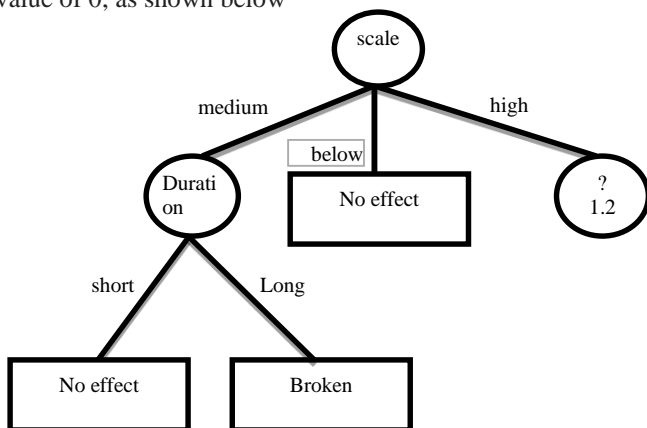 value of 0, as shown below
scale
medium
high
below
Durati
on
No effect
?
1.2
short
Long
No effect
Broken